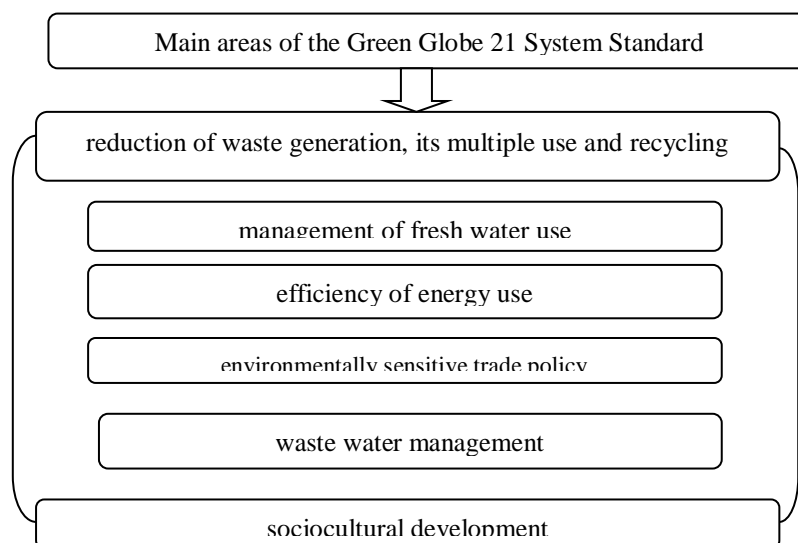 Main areas of the Green Globe 21 System Standard
reduction of waste generation, its multiple use and recycling
management of fresh water use
efficiency of energy use
environmentally sensitive trade policy
waste water management
sociocultural development